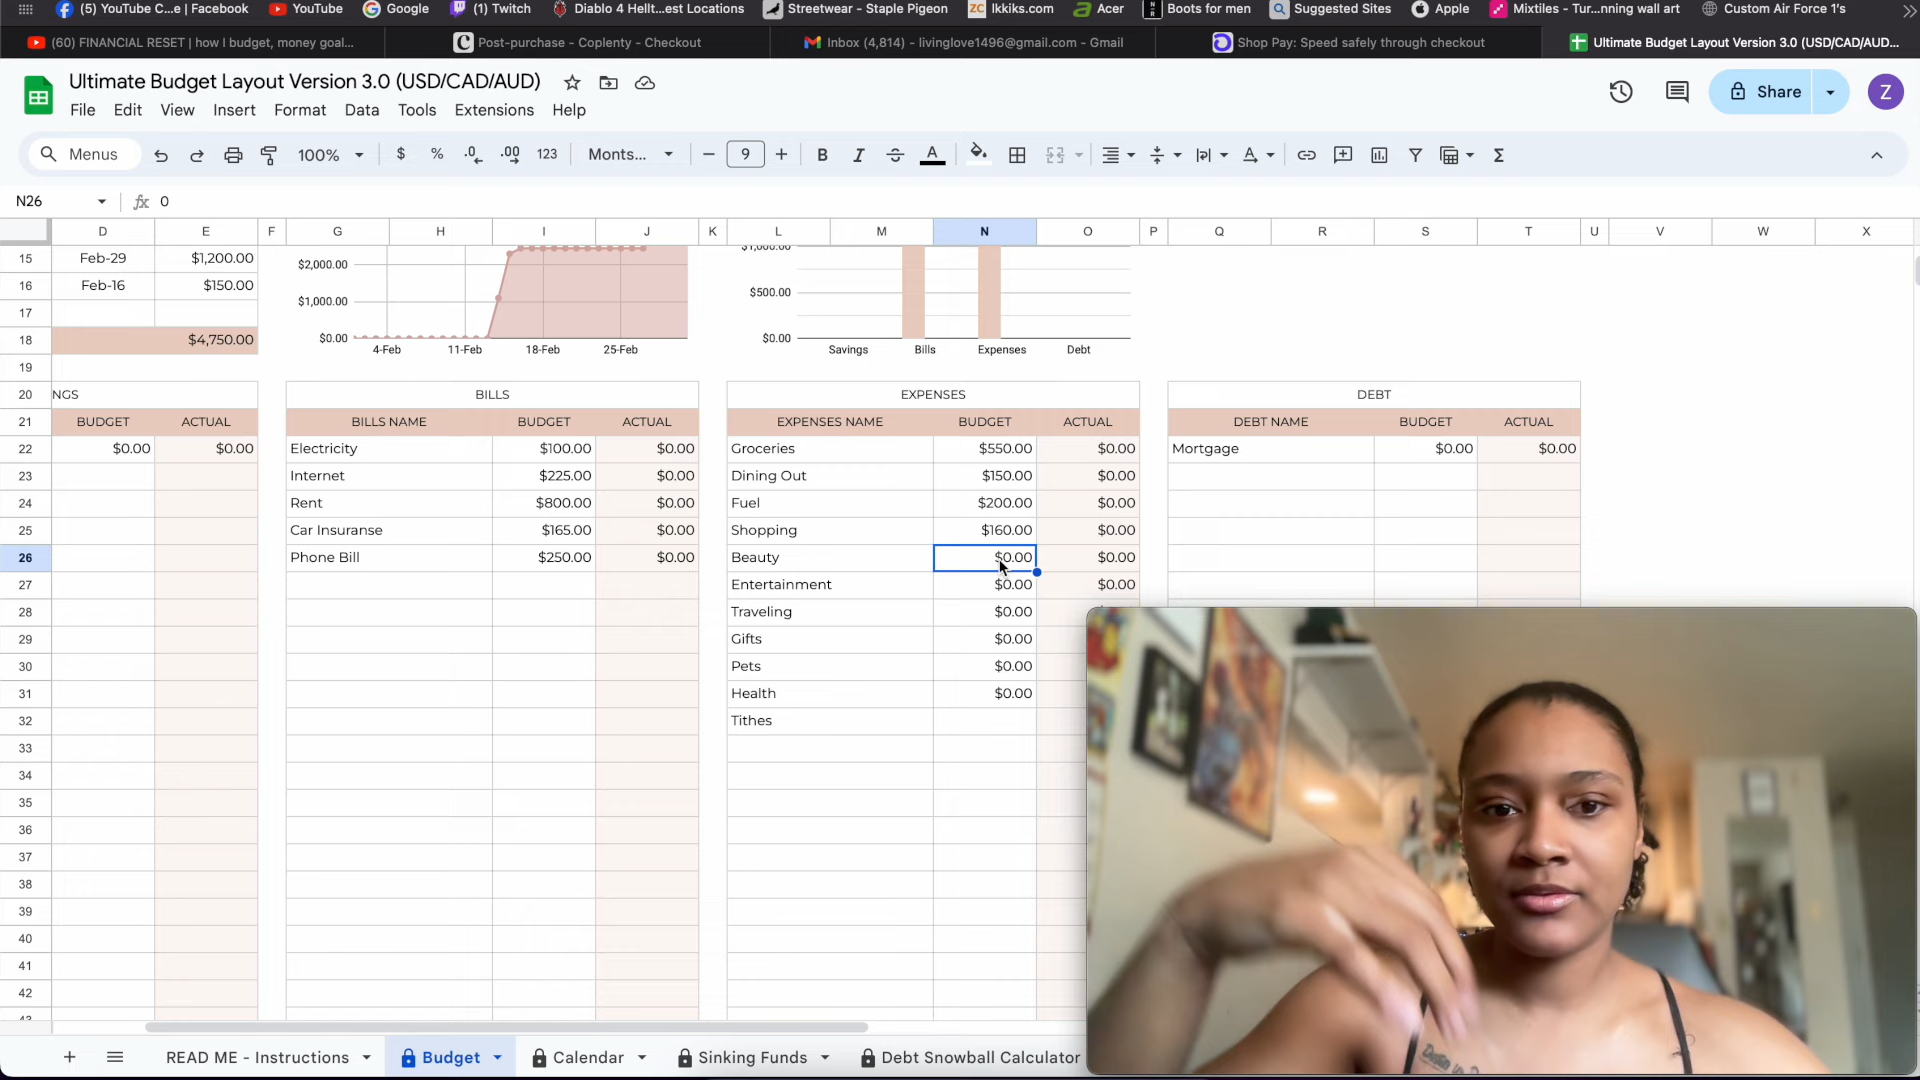 (5) YouTube C...e | Facebook YouTube Google (1) Twitch Diablo 4 Hellt...est Locations Streetwear - Staple Pigeon ZC lkkiks.com Acer Boots for men Suggested Sites Apple Mixtiles - Tur...nning wall art Custom Air Force 1's
(60) FINANCIAL RESET | how I budget, money goal... Post-purchase - Coplenty - Checkout Inbox (4,814) - livinglove1496@gmail.com - Gmail Shop Pay: Speed safely through checkout Ultimate Budget Layout Version 3.0 (USD/CAD/AUD...
Ultimate Budget Layout Version 3.0 (USD/CAD/AUD)
Share Z
File Edit View Insert Format Data Tools Extensions Help
Menus 100% $ % .0 .00 123 Monts... 9 B I A
N26 fx 0
D E F G H I J K L M N O P Q R S T U V W X
$1,000.00
15 Feb-29 $1,200.00 $2,000.00
16 Feb-16 $150.00 $1,000.00 $500.00
17
18 $4,750.00 $0.00 $0.00
4-Feb 11-Feb 18-Feb 25-Feb Savings Bills Expenses Debt
19
20 NGS BILLS EXPENSES DEBT
21 BUDGET ACTUAL BILLS NAME BUDGET ACTUAL EXPENSES NAME BUDGET ACTUAL DEBT NAME BUDGET ACTUAL
22 $0.00 $0.00 Electricity $100.00 $0.00 Groceries $550.00 $0.00 Mortgage $0.00 $0.00
23 Internet $225.00 $0.00 Dining Out $150.00 $0.00
24 Rent $800.00 $0.00 Fuel $200.00 $0.00
25 Car Insuranse $165.00 $0.00 Shopping $160.00 $0.00
26 Phone Bill $250.00 $0.00 Beauty $0.00 $0.00
27 Entertainment $0.00 $0.00
28 Traveling $0.00
29 Gifts $0.00
30 Pets $0.00
31 Health $0.00
32 Tithes
33
34
35
36
37
38
39
40
41
42
43
READ ME - Instructions Budget Calendar Sinking Funds Debt Snowball Calculator